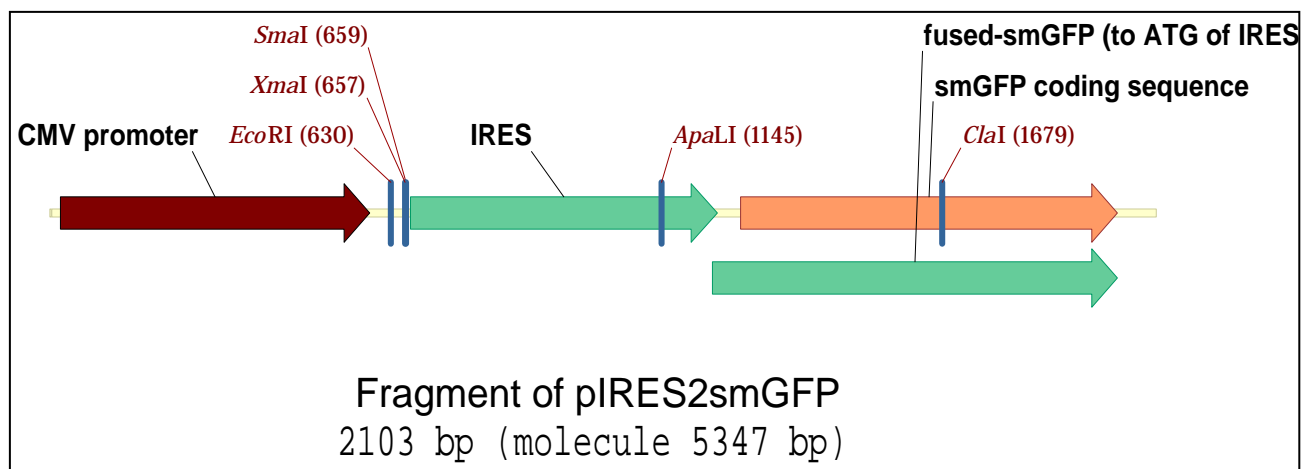 SmaI (659)
fused-smGFP (to ATG of IRES
XmaI (657)
smGFP coding sequence
CMV promoter
EcoRI (630)
IRES
ApaLI (1145)
ClaI (1679)
Fragment of pIRES2smGFP
2103 bp (molecule 5347 bp)